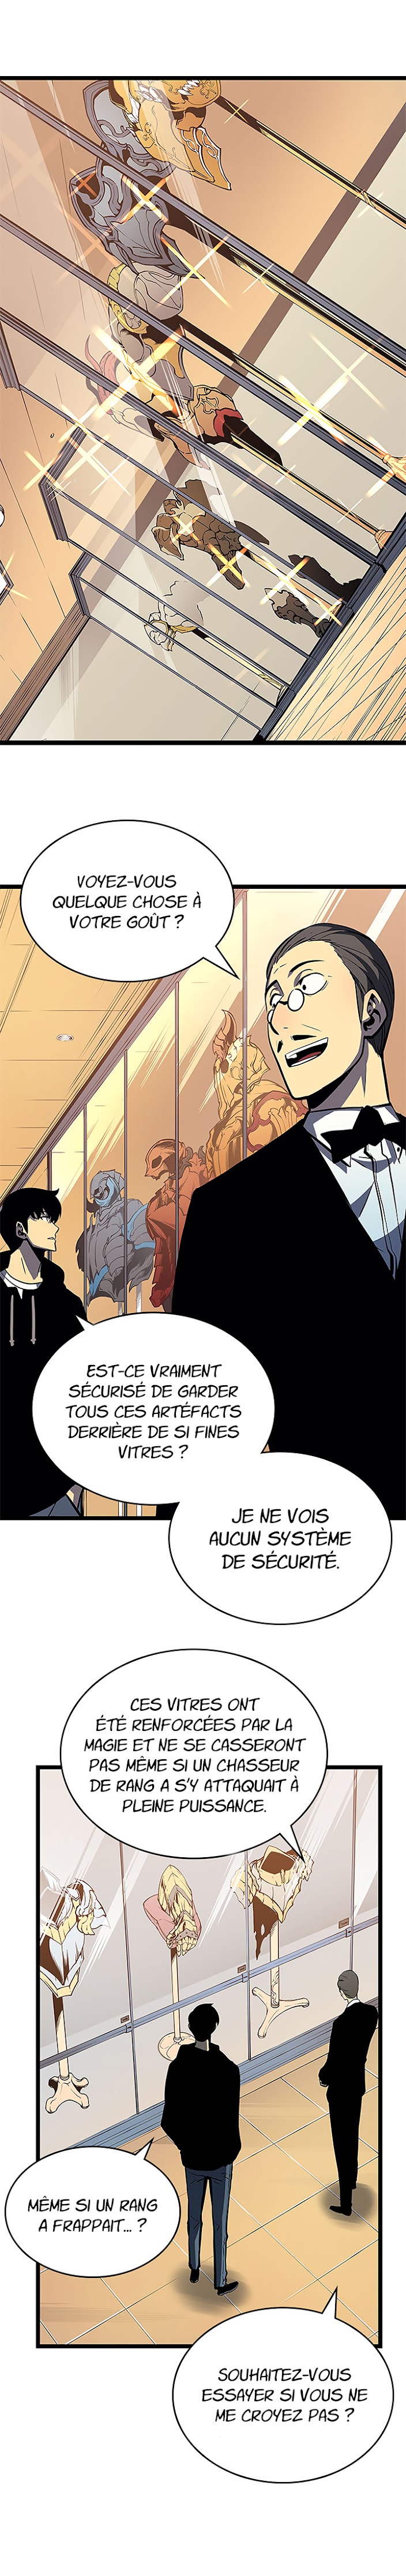 VOYEZ-VOUS
QUELQUE CHOSE À
VOTRE GOÛT ?
EST-CE VRAIMENT
SÉCURISÉ DE GARDER
TOUS CES ARTÉFACTS
DERRIÈRE DE SI FINES
VITRES ?
JE NE VOIS
AUCUN SYSTÈME
DE SÉCURITÉ.
CES VITRES ONT
ÉTÉ RENFORCÉES PAR LA
MAGIE ET NE SE CASSERONT
PAS MÊME SI UN CHASSEUR
DE RANG A S'Y ATTAQUAIT À
PLEINE PUISSANCE.
MÊME SI UN RANG
A FRAPPAIT... ?
SOUHAITEZ-VOUS
ESSAYER SI VOUS NE
ME CROYEZ PAS ?